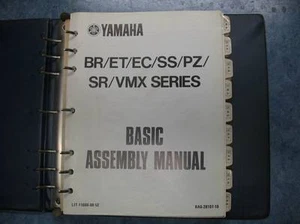 YAMAHA
BR/ET/EC/SS/PZ/
SR/VMX SERIES
BASIC
ASSEMBLY MANUAL